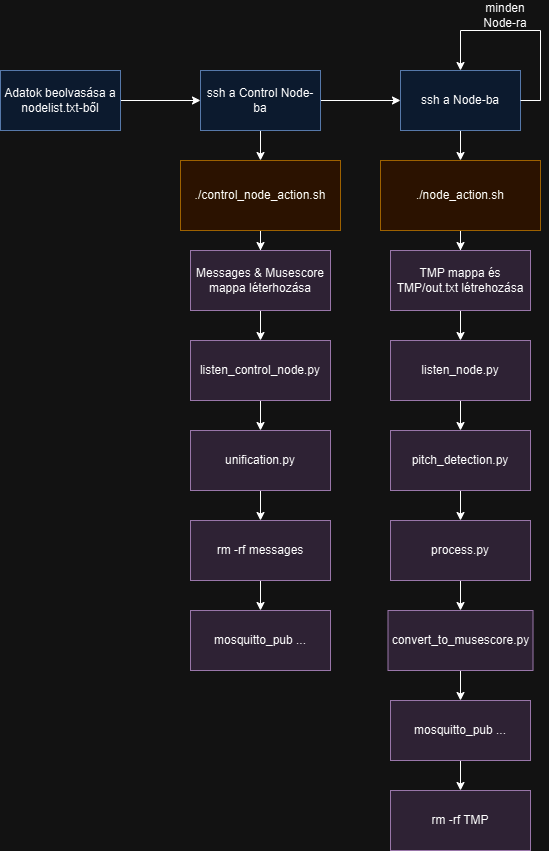 minden
Node-ra
Adatok beolvasása a
nodelist.txt-ből
ssh a Control Node-
ba
ssh a Node-ba
./control_node_action.sh
./node_action.sh
Messages & Musescore
mappa léterhozása
TMP mappa és
TMP/out.txt létrehozása
listen_control_node.py
listen_node.py
unification.py
pitch_detection.py
rm -rf messages
process.py
mosquitto_pub ...
convert_to_musescore.py
mosquitto_pub ...
rm -rf TMP